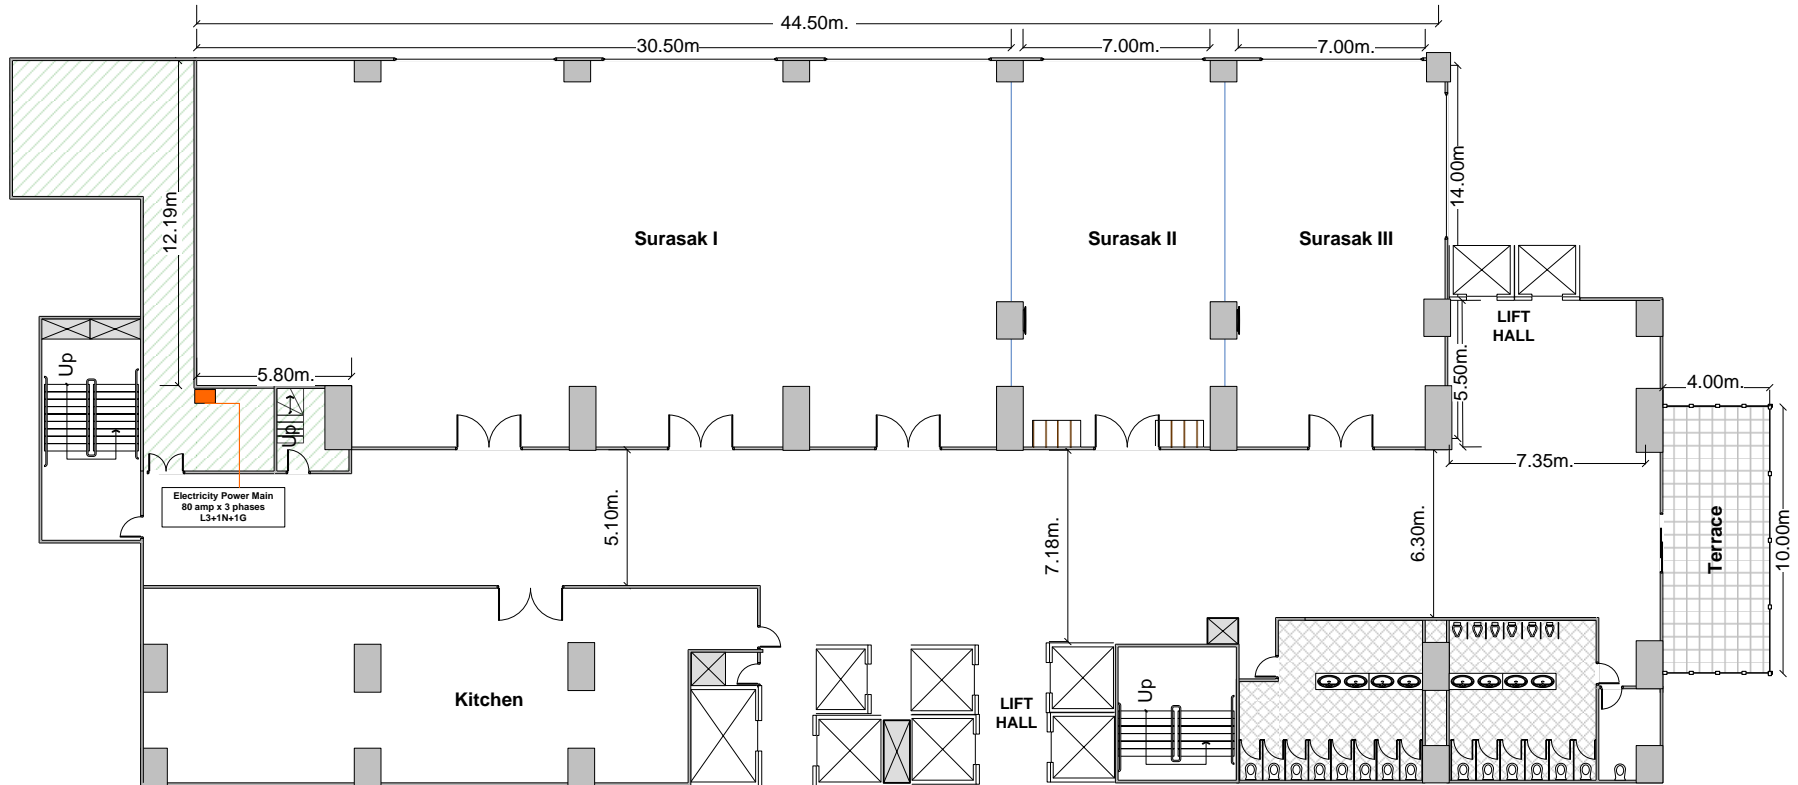 44.50m.
30.50m
7.00m.
7.00m.
12.19m
14.00m
Surasak I
Surasak II
Surasak III
LIFT
HALL
Up
5.80m.
5.50m.
4.00m.
Up
7.35m.
Electricity Power Main
80 amp x 3 phases
L3+1N+1G
5.10m.
7.18m.
6.30m.
Terrace
10.00m
Kitchen
LIFT
HALL
Up